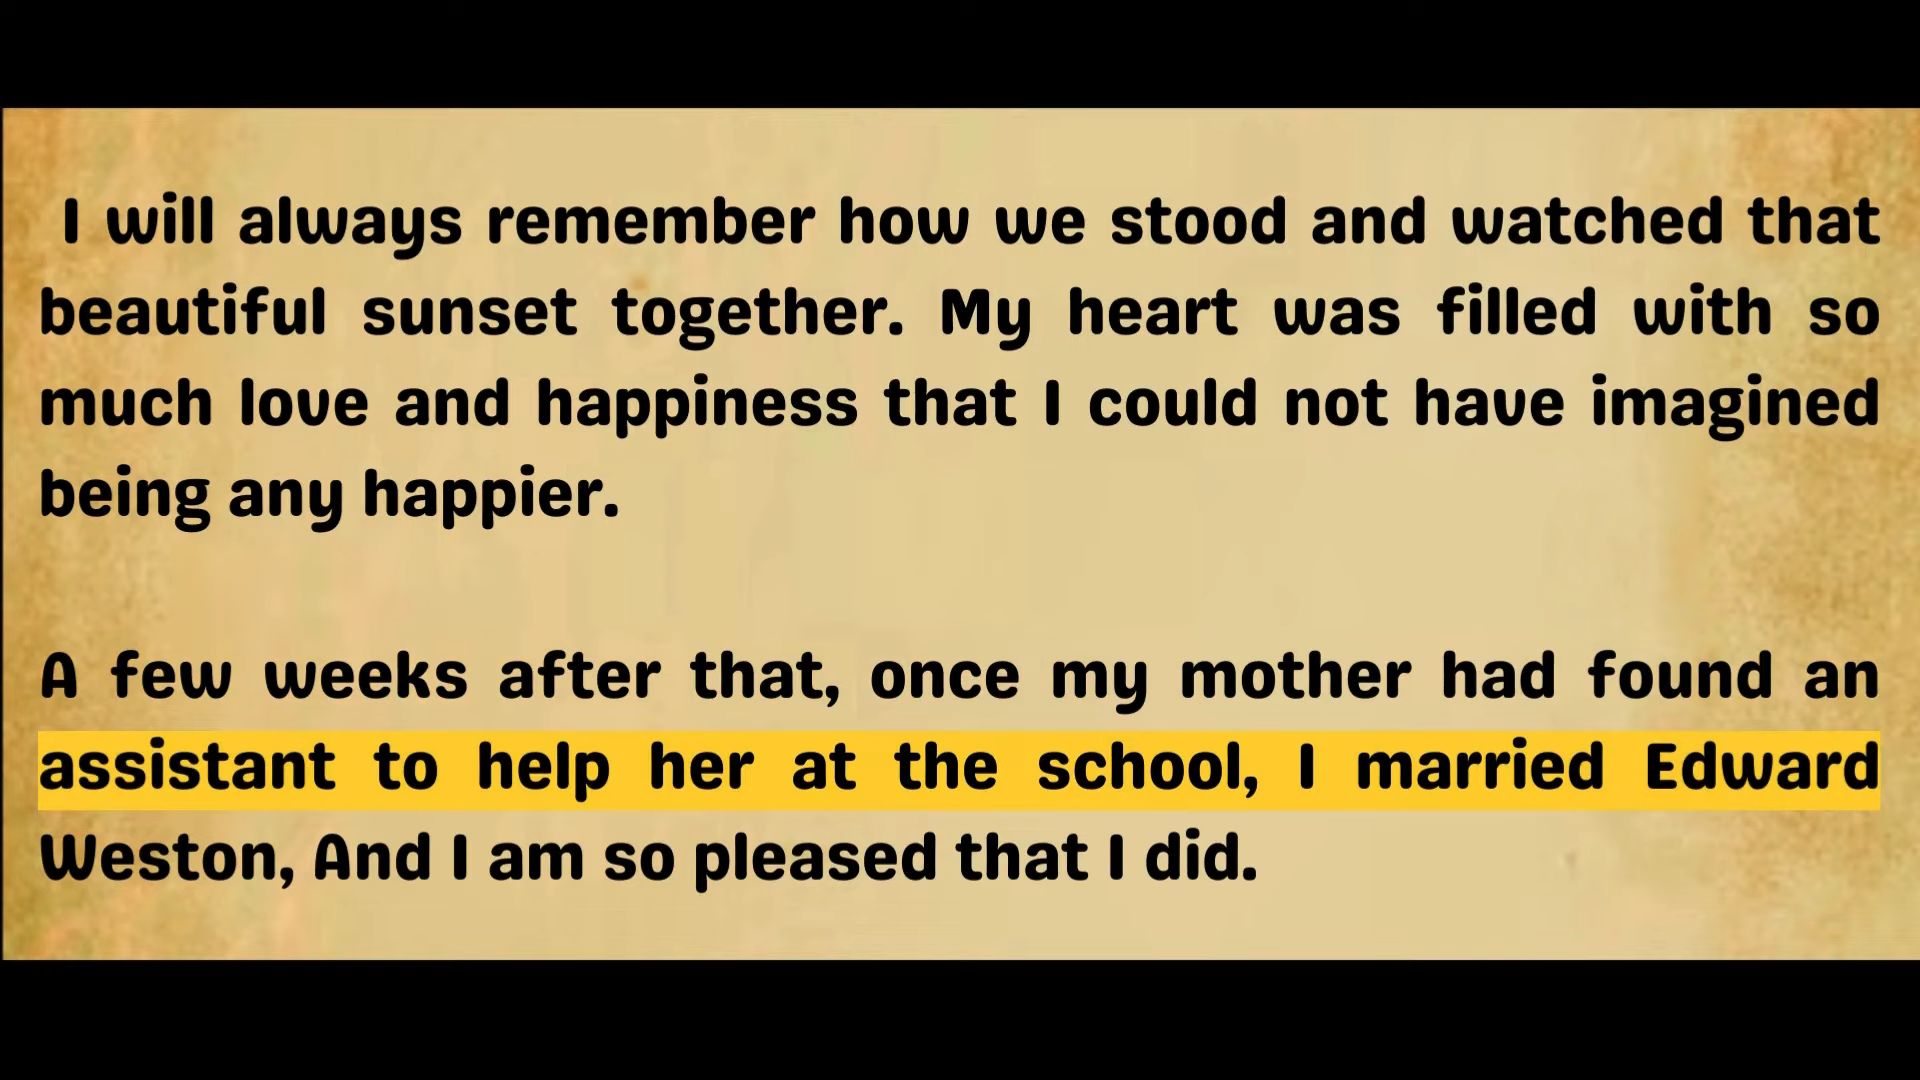 I will always remember how we stood and watched that
beautiful sunset together. My heart was filled with so
much love and happiness that I could not have imagined
being any happier.
A few weeks after that, once my mother had found an
assistant to help her at the school, I married Edward
Weston, And I am so pleased that I did.